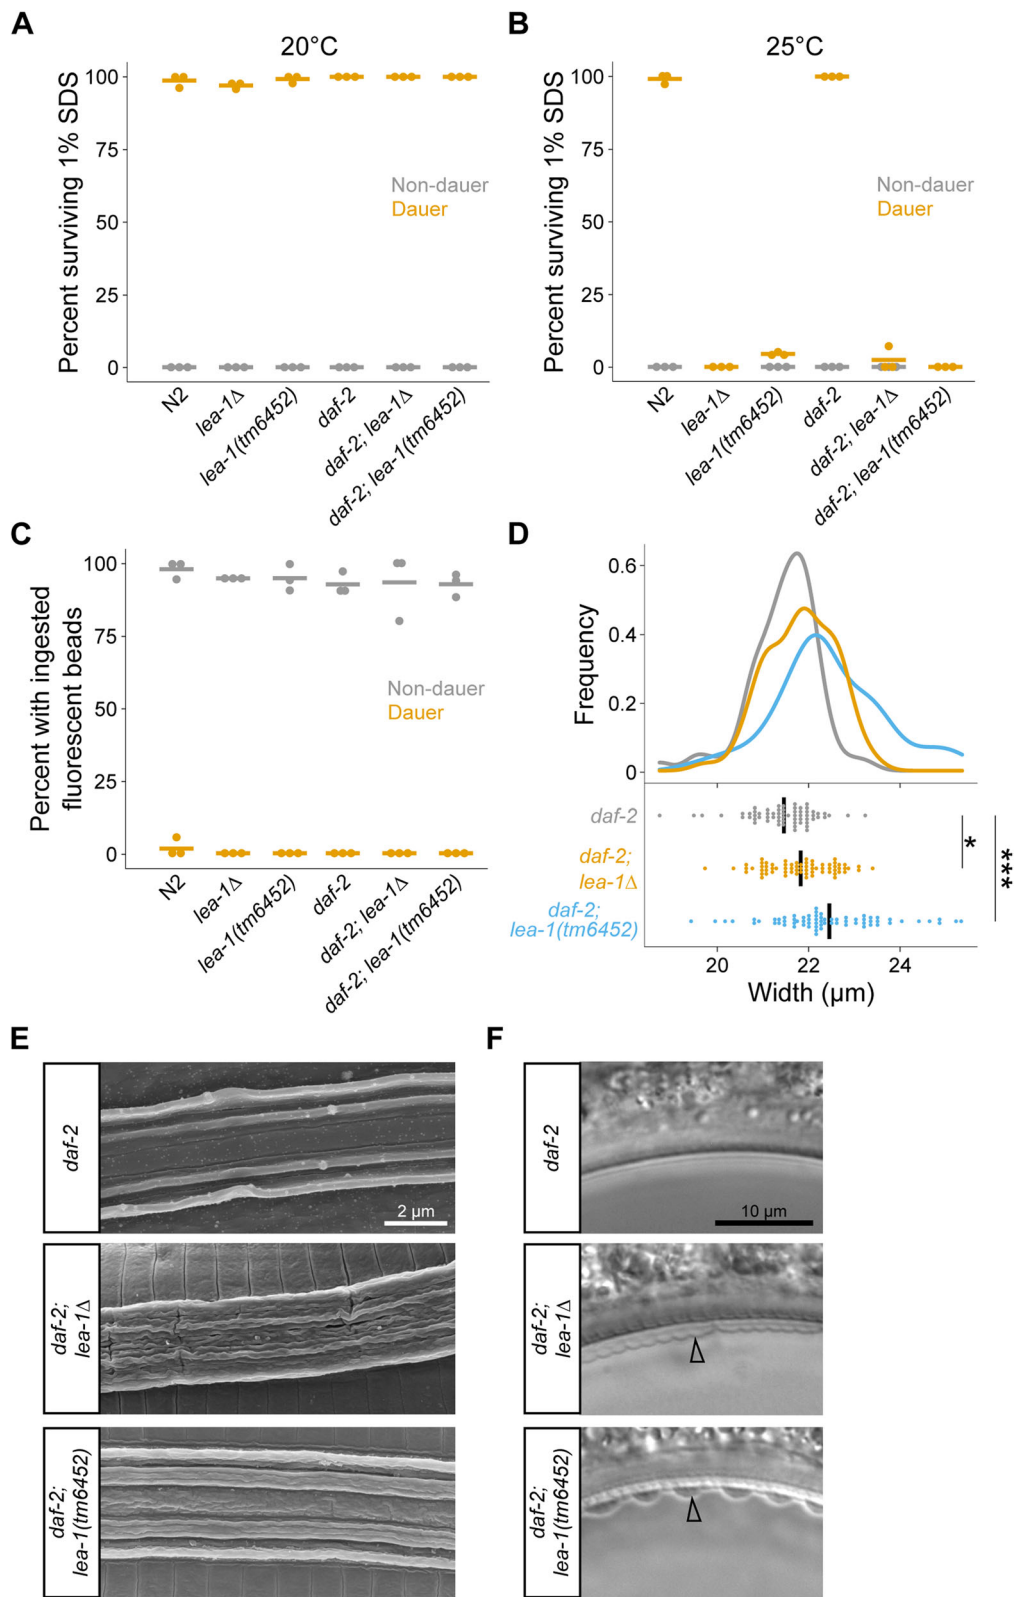 A
20°C
Percent surviving 1% SDS
100
75
50
25
0
Non-dauer
Dauer
N2
lea-1Δ
lea-1(tm6452)
daf-2
daf-2; lea-1Δ
daf-2; lea-1(tm6452)
B
25°C
Percent surviving 1% SDS
100
75
50
25
0
Non-dauer
Dauer
N2
lea-1Δ
lea-1(tm6452)
daf-2
daf-2; lea-1Δ
daf-2; lea-1(tm6452)
C
Percent with ingested
fluorescent beads
100
75
50
25
0
Non-dauer
Dauer
N2
lea-1Δ
lea-1(tm6452)
daf-2
daf-2; lea-1Δ
daf-2; lea-1(tm6452)
D
Frequency
0.6
0.4
0.2
0
daf-2
daf-2;
lea-1Δ
daf-2;
lea-1(tm6452)
*
***
20
22
24
Width (µm)
E
daf-2
2 µm
daf-2;
lea-1Δ
daf-2;
lea-1(tm6452)
F
daf-2
10 µm
daf-2;
lea-1Δ
daf-2;
lea-1(tm6452)